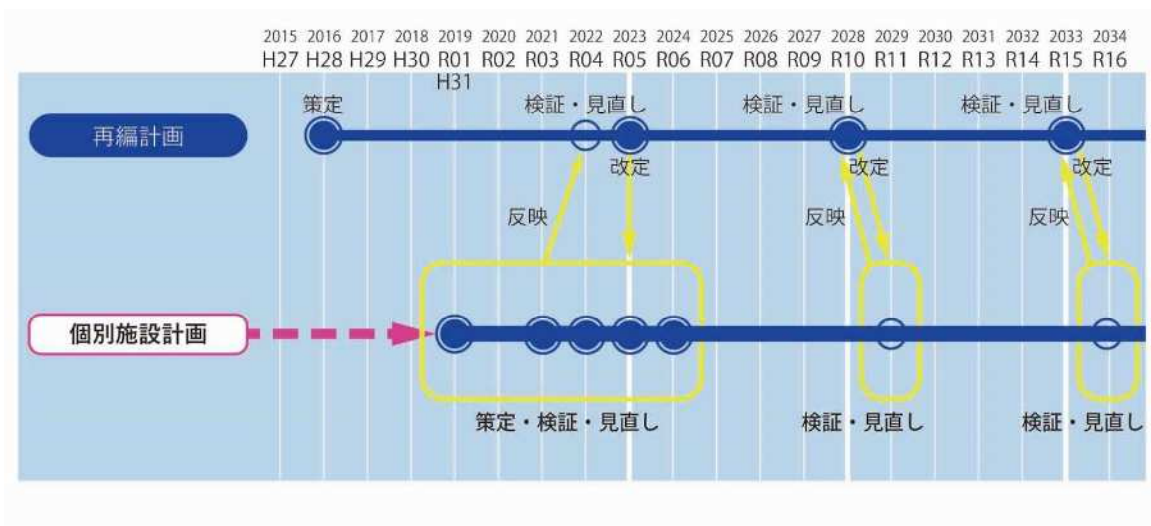 2015 2016 2017 2018 2019 2020 2021 2022 2023 2024 2025 2026 2027 2028 2029 2030 2031 2032 2033 2034
H27 H28 H29 H30 R01 R02 R03 R04 R05 R06 R07 R08 R09 R10 R11 R12 R13 R14 R15 R16
H31
策定 検証・見直し 検証・見直し 検証・見直し
再編計画
改定 改定 改定
反映 反映 反映
個別施設計画
策定・検証・見直し 検証・見直し 検証・見直し